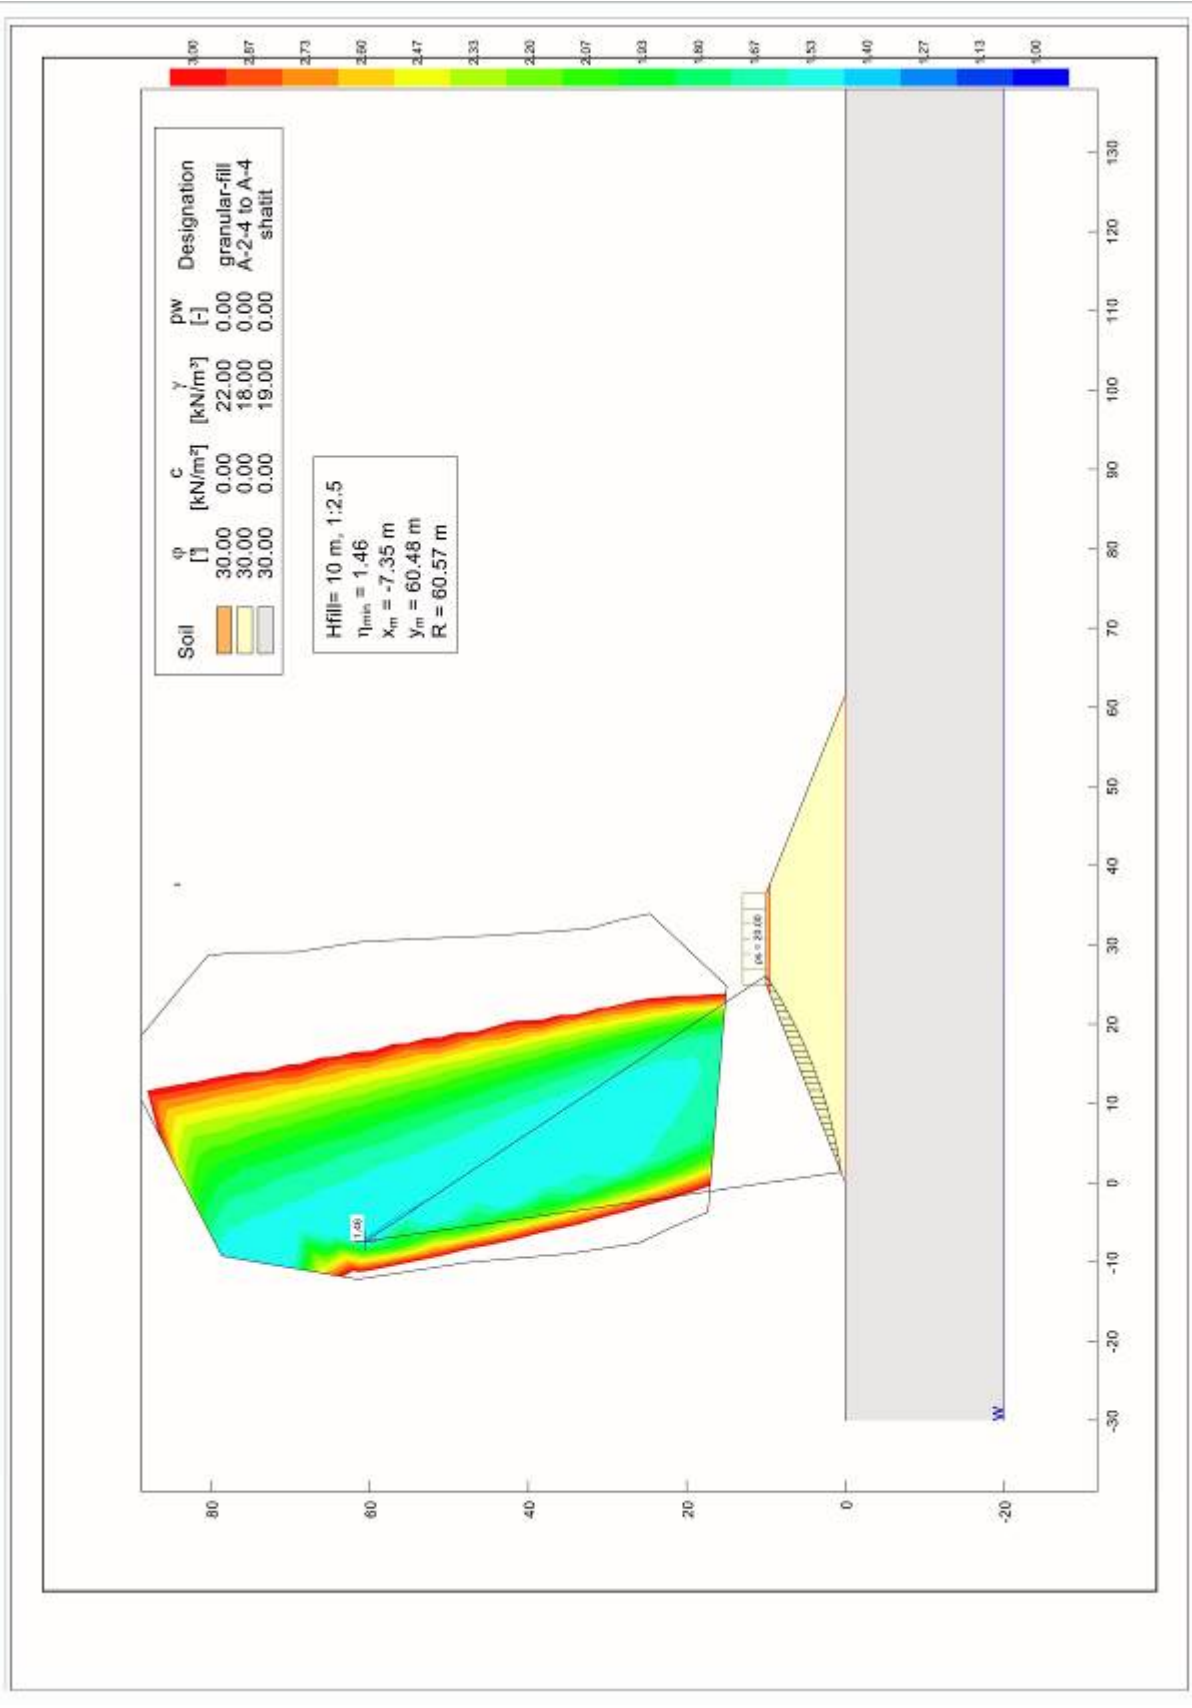 3.00
2.87
2.73
2.60
2.47
2.33
2.20
2.07
1.93
1.80
1.67
1.53
1.40
1.27
1.13
1.00
Soil φ c γ pw Designation
[°] [kN/m²] [kN/m³] [-]
30.00 0.00 22.00 0.00 granular-fill
30.00 0.00 18.00 0.00 A-2-4 to A-4
30.00 0.00 19.00 0.00 shatit
Hfill= 10 m, 1:2.5
ηmin = 1.46
xm = -7.35 m
ym = 60.48 m
R = 60.57 m
1.46
ps = 20.00
W
80
60
40
20
0
-20
-30 -20 -10 0 10 20 30 40 50 60 70 80 90 100 110 120 130